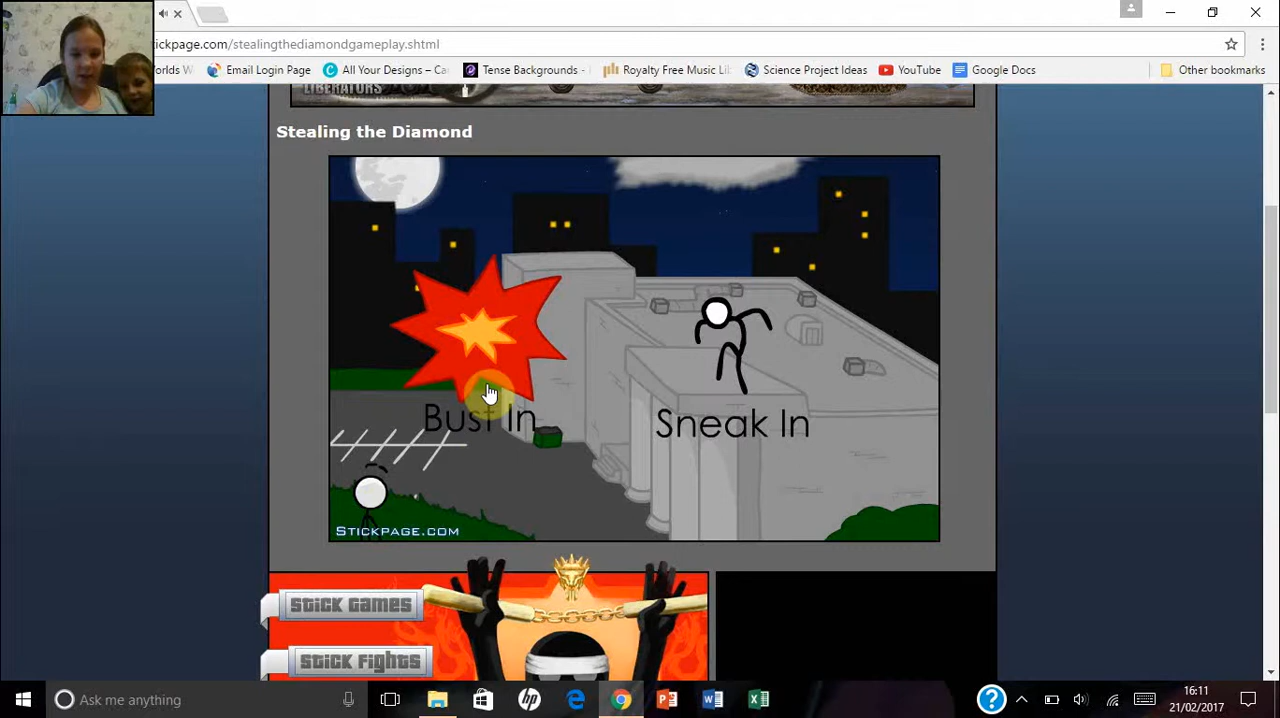 tickpage.com/stealingthediamondgameplay.shtml
orlds W
Email Login Page
All Your Designs – Ca
Tense Backgrounds -
Royalty Free Music Li
Science Project Ideas
YouTube
Google Docs
Other bookmarks
LIBERATORS
Stealing the Diamond
Bust In
Sneak In
STICKPAGE.COM
STICK GAMES
STICK FIGHTS
Ask me anything
16:11
21/02/2017